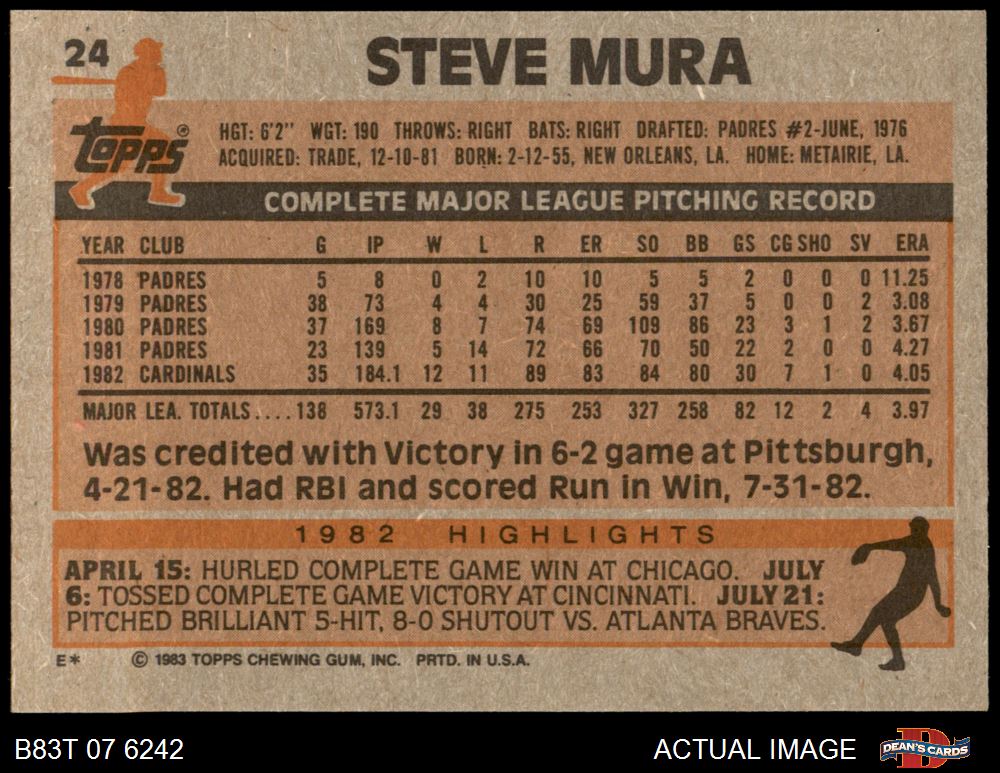 24
STEVE MURA
topps ®
HGT: 6'2" WGT: 190 THROWS: RIGHT BATS: RIGHT DRAFTED: PADRES #2-JUNE, 1976
ACQUIRED: TRADE, 12-10-81 BORN: 2-12-55, NEW ORLEANS, LA. HOME: METAIRIE, LA.
COMPLETE MAJOR LEAGUE PITCHING RECORD
YEAR CLUB G IP W L R ER SO BB GS CG SHO SV ERA
1978 PADRES 5 8 0 2 10 10 5 5 2 0 0 0 11.25
1979 PADRES 38 73 4 4 30 25 59 37 5 0 0 2 3.08
1980 PADRES 37 169 8 7 74 69 109 86 23 3 1 2 3.67
1981 PADRES 23 139 5 14 72 66 70 50 22 2 0 0 4.27
1982 CARDINALS 35 184.1 12 11 89 83 84 80 30 7 1 0 4.05
MAJOR LEA. TOTALS.... 138 573.1 29 38 275 253 327 258 82 12 2 4 3.97
Was credited with Victory in 6-2 game at Pittsburgh,
4-21-82. Had RBI and scored Run in Win, 7-31-82.
1982 HIGHLIGHTS
APRIL 15: HURLED COMPLETE GAME WIN AT CHICAGO. JULY
6: TOSSED COMPLETE GAME VICTORY AT CINCINNATI. JULY 21:
PITCHED BRILLIANT 5-HIT, 8-0 SHUTOUT VS. ATLANTA BRAVES.
E* © 1983 TOPPS CHEWING GUM, INC. PRTD. IN U.S.A.
B83T 07 6242 ACTUAL IMAGE DEAN'S CARDS